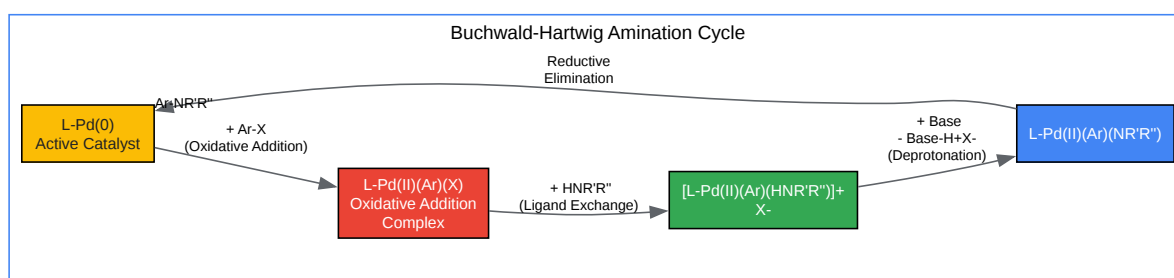 Buchwald-Hartwig Amination Cycle
Reductive
Elimination
Ar-NR'R"
L-Pd(0)
Active Catalyst
+ Ar-X
(Oxidative Addition)
L-Pd(II)(Ar)(X)
Oxidative Addition
Complex
+ HNR'R"
(Ligand Exchange)
[L-Pd(II)(Ar)(HNR'R")]+
X-
+ Base
- Base-H+X-
(Deprotonation)
L-Pd(II)(Ar)(NR'R")